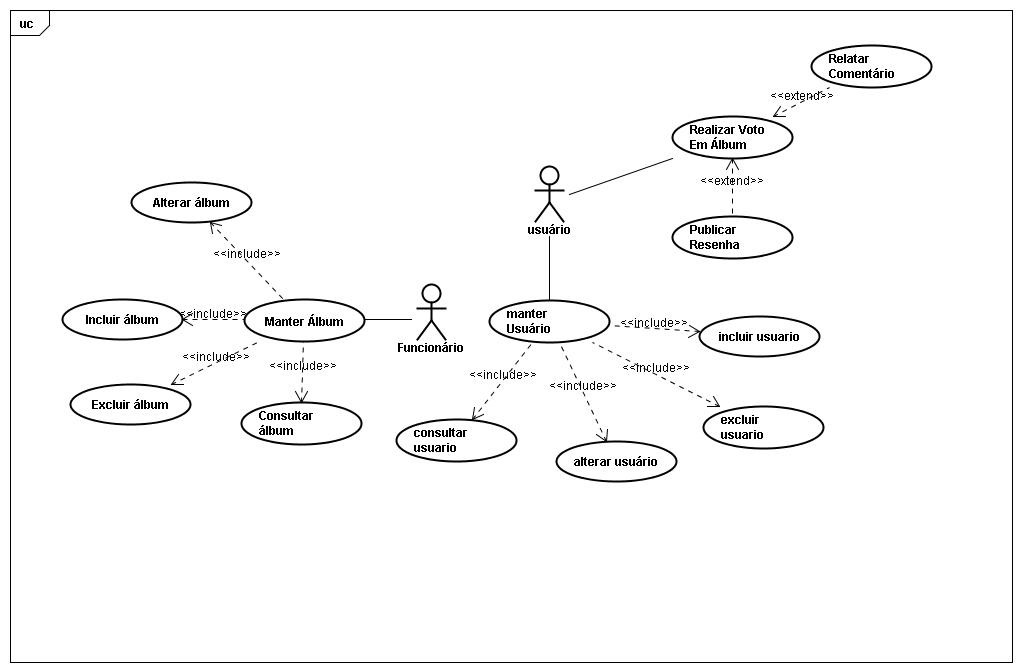 uc
Relatar
Comentário
<<extend>>
Realizar Voto
Em Álbum
<<extend>>
Publicar
Resenha
usuário
Alterar álbum
<<include>>
Incluir álbum
<<include>>
Manter Álbum
Funcionário
<<include>>
Excluir álbum
<<include>>
Consultar
álbum
manter
Usuário
<<include>>
incluir usuario
<<include>>
consultar
usuario
<<include>>
alterar usuário
<<include>>
excluir
usuario